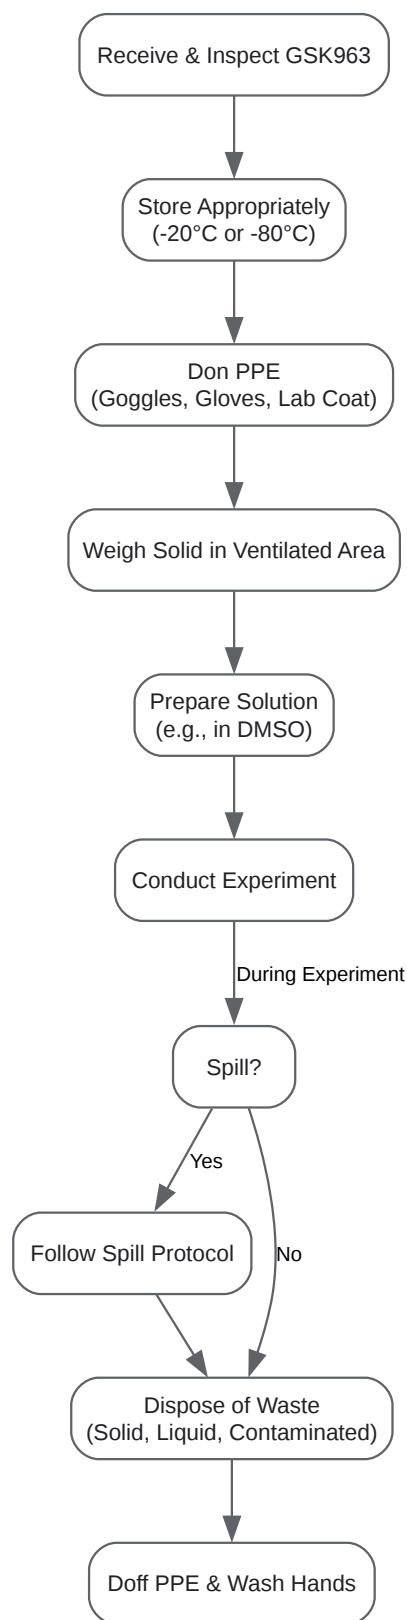 Receive & Inspect GSK963
Store Appropriately
(-20°C or -80°C)
Don PPE
(Goggles, Gloves, Lab Coat)
Weigh Solid in Ventilated Area
Prepare Solution
(e.g., in DMSO)
Conduct Experiment
During Experiment
Spill?
Yes
Follow Spill Protocol
No
Dispose of Waste
(Solid, Liquid, Contaminated)
Doff PPE & Wash Hands